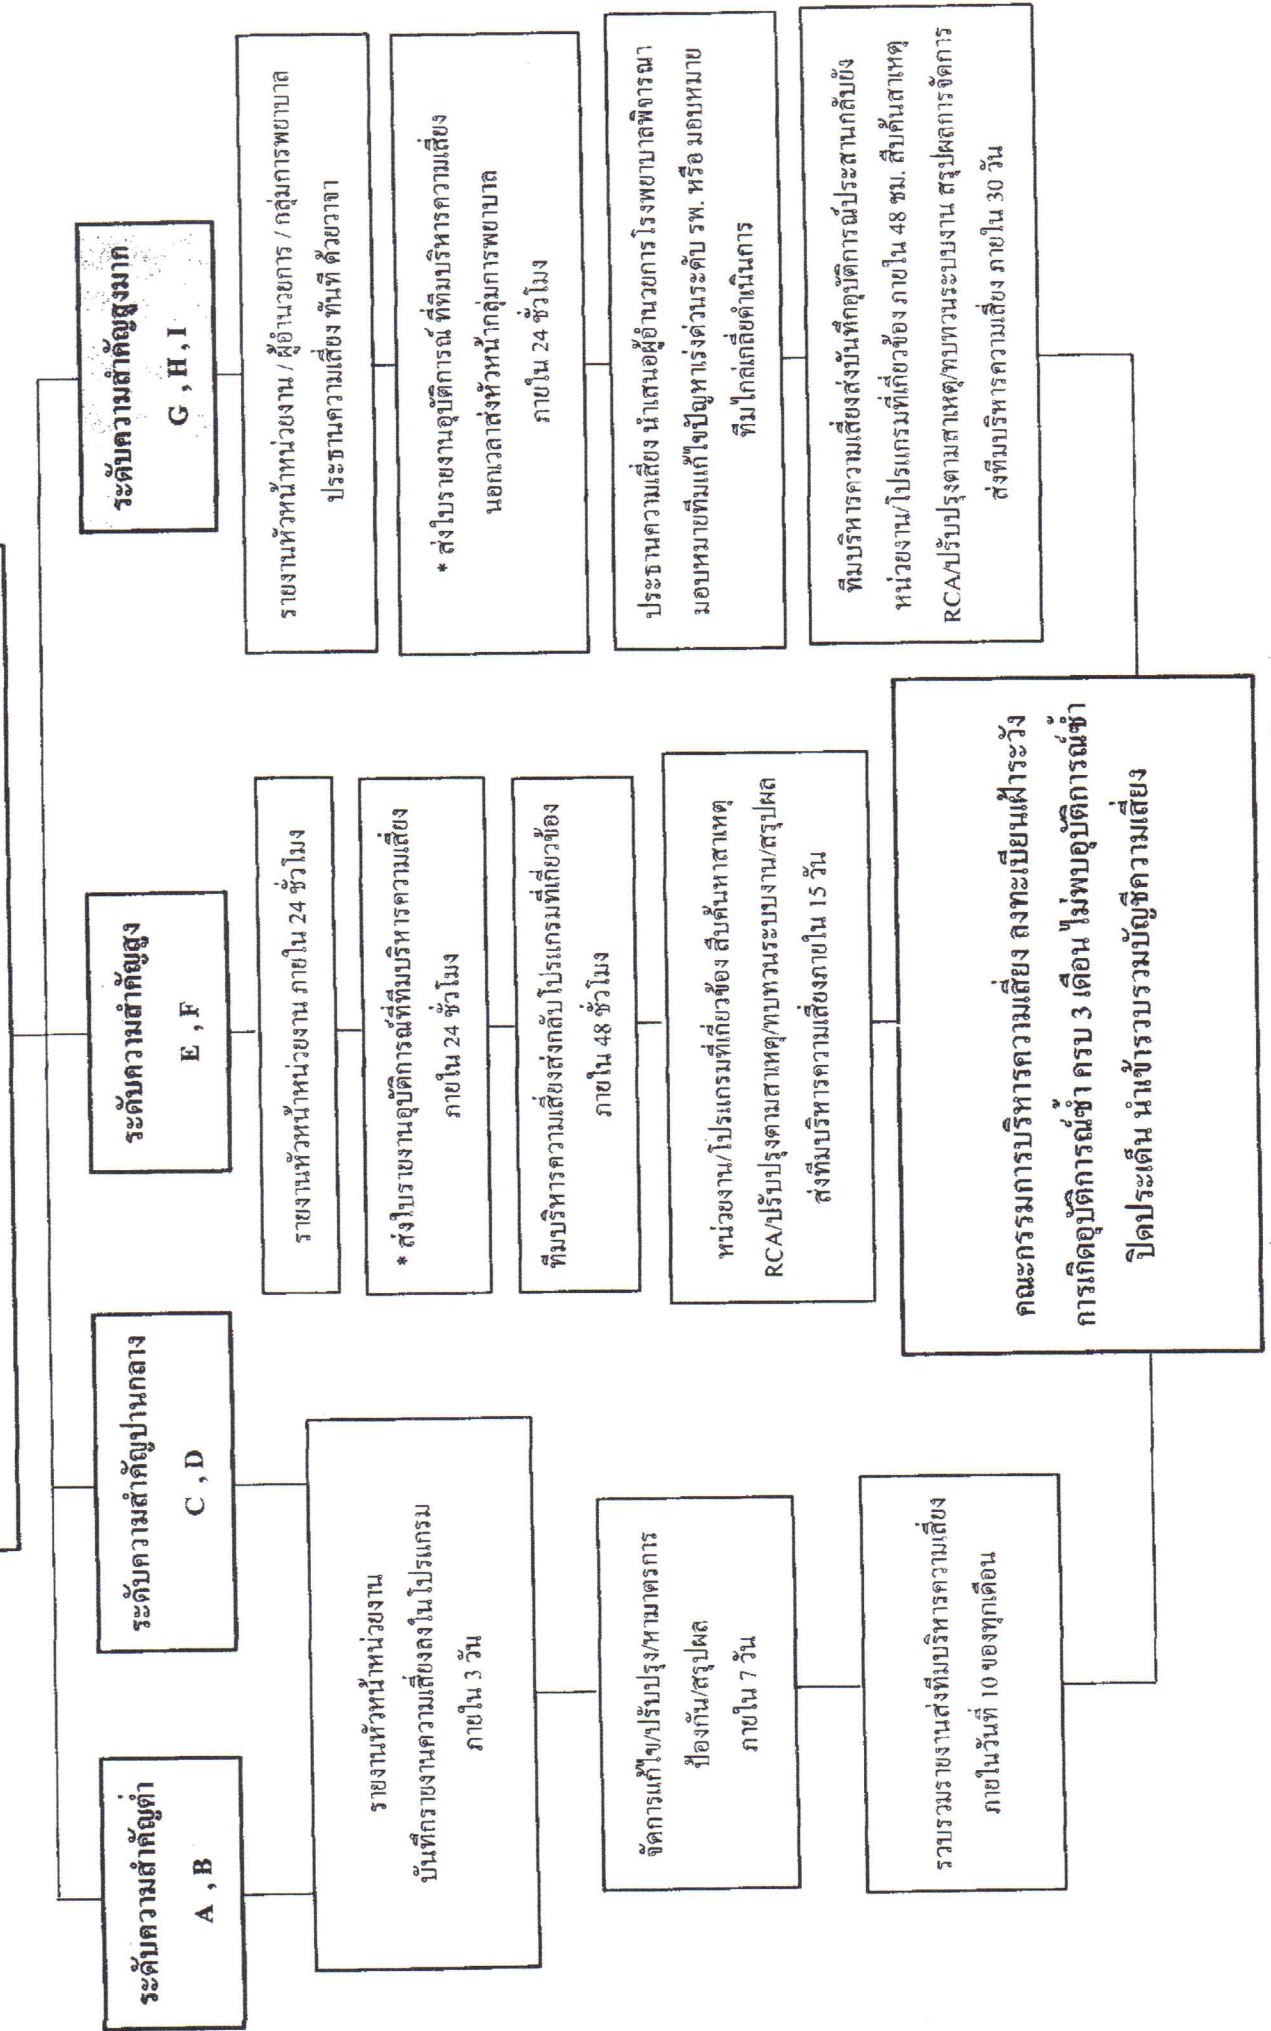 ระดับความสำคัญต่ำ
A , B
ระดับความสำคัญปานกลาง
C , D
ระดับความสำคัญสูง
E , F
ระดับความสำคัญสูงมาก
G , H , I
รายงานหัวหน้าหน่วยงาน
บันทึกรายงานความเสี่ยงลงในโปรแกรม
ภายใน 3 วัน
จัดการแก้ไข/ปรับปรุง/หามาตรการ
ป้องกัน/สรุปผล
ภายใน 7 วัน
รวบรวมรายงานส่งทีมบริหารความเสี่ยง
ภายในวันที่ 10 ของทุกเดือน
รายงานหัวหน้าหน่วยงาน ภายใน 24 ชั่วโมง
* ส่งใบรายงานอุบัติการณ์ที่ทีมบริหารความเสี่ยง
ภายใน 24 ชั่วโมง
ทีมบริหารความเสี่ยงส่งกลับโปรแกรมที่เกี่ยวข้อง
ภายใน 48 ชั่วโมง
หน่วยงาน/โปรแกรมที่เกี่ยวข้อง สืบค้นหาสาเหตุ
RCA/ปรับปรุงตามสาเหตุ/ทบทวนระบบงาน/สรุปผล
ส่งทีมบริหารความเสี่ยงภายใน 15 วัน
รายงานหัวหน้าหน่วยงาน / ผู้อำนวยการ / กลุ่มการพยาบาล
ประธานความเสี่ยง ทันที ด้วยวาจา
* ส่งใบรายงานอุบัติการณ์ ที่ทีมบริหารความเสี่ยง
นอกเวลาส่งหัวหน้ากลุ่มการพยาบาล
ภายใน 24 ชั่วโมง
ประธานความเสี่ยง นำเสนอผู้อำนวยการโรงพยาบาลพิจารณา
มอบหมายทีมแก้ไขปัญหาเร่งด่วนระดับ รพ. หรือ มอบหมาย
ทีมไกล่เกลี่ยดำเนินการ
ทีมบริหารความเสี่ยงส่งบันทึกอุบัติการณ์ประสานกลับยัง
หน่วยงาน/โปรแกรมที่เกี่ยวข้อง ภายใน 48 ชม. สืบค้นสาเหตุ
RCA/ปรับปรุงตามสาเหตุ/ทบทวนระบบงาน สรุปผลการจัดการ
ส่งทีมบริหารความเสี่ยง ภายใน 30 วัน
คณะกรรมการบริหารความเสี่ยง ลงทะเบียนเฝ้าระวัง
การเกิดอุบัติการณ์ซ้ำ ครบ 3 เดือน ไม่พบอุบัติการณ์ซ้ำ
ปิดประเด็น นำเข้ารวบรวมบัญชีความเสี่ยง